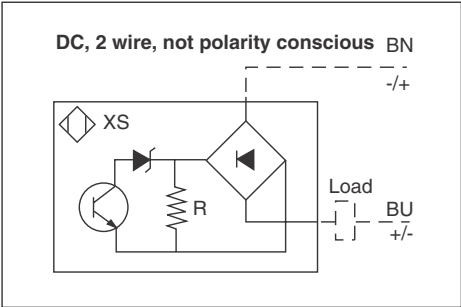 DC, 2 wire, not polarity conscious BN
-/+
XS
Load
R
BU
+/-